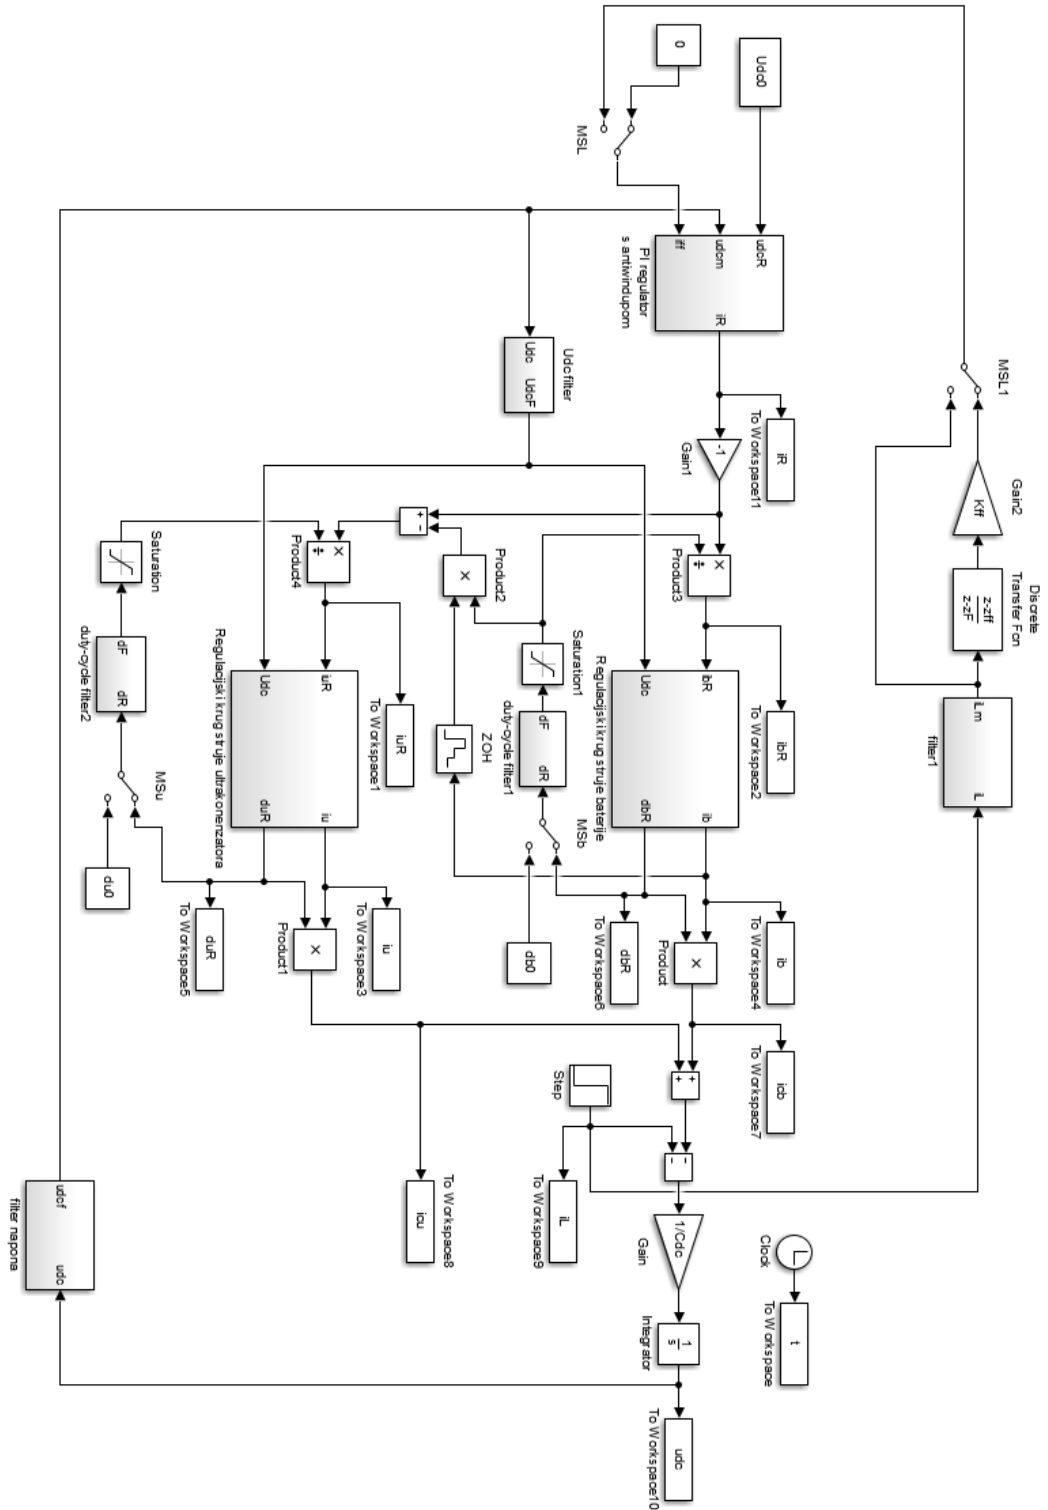 Discrete
Transfer Fcn
MSL1
Gain2
Kff
z-zff
z-zF
iLm
iL
filter1
Udc0
0
MSL
udcR
udcm
iff
iR
PI regulator
s antiwindupom
iR
To Workspace11
-1
Gain1
×
÷
Product3
ibR
To Workspace2
ibR
Udc
ib
dbR
Regulacijski krug struje baterije
ib
To Workspace4
×
Product
icb
To Workspace7
+
+
−
−
Clock
t
To Workspace
1/Cdc
Gain
1
s
Integrator
udc
To Workspace10
Udc filter
Udc
UdcF
Saturation1
dF
dR
duty-cycle filter1
MSb
db0
dbR
To Workspace6
Step
iL
To Workspace9
+
−
×
Product2
ZOH
×
÷
Product4
iuR
To Workspace1
iuR
Udc
iu
duR
Regulacijski krug struje ultrakonenzatora
iu
To Workspace3
×
Product1
icu
To Workspace8
Saturation
dF
dR
duty-cycle filter2
MSu
du0
duR
To Workspace5
udcf
udc
filter napona